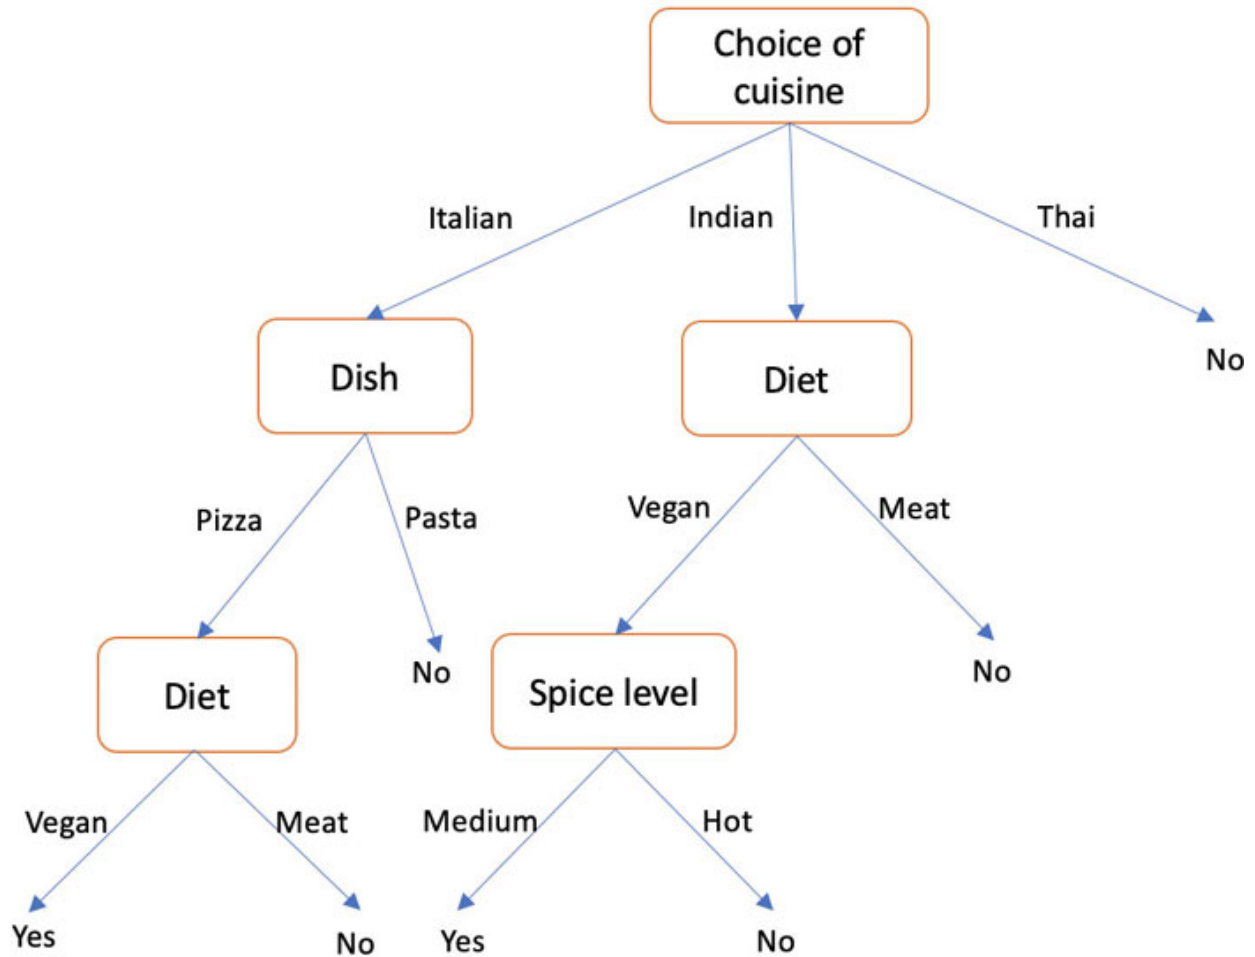 Choice of
cuisine
Italian
Indian
Thai
Dish
Diet
No
Pizza
Pasta
Vegan
Meat
Diet
No
Spice level
No
Vegan
Meat
Medium
Hot
Yes
No
Yes
No